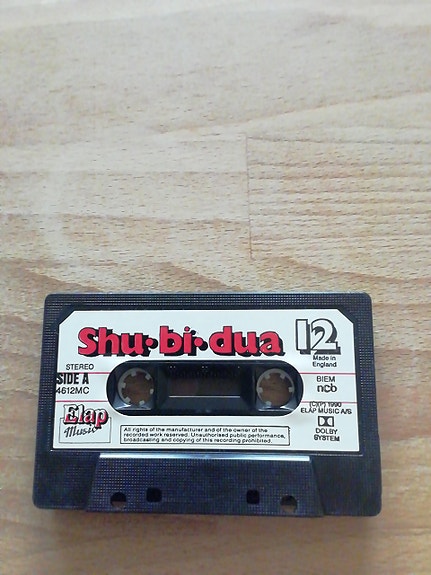 Shu·bi·dua 12
Made in
England
STEREO
SIDE A
4612MC
BIEM
ncb
(C)(P) 1990
ELAP MUSIC A/S
Elap
Music
DOLBY
SYSTEM
All rights of the manufacturer and of the owner of the
recorded work reserved. Unauthorised public performance,
broadcasting and copying of this recording prohibited.